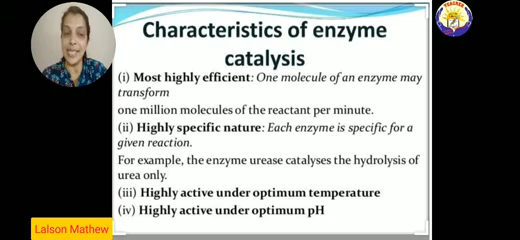 Characteristics of enzyme
catalysis
(i) Most highly efficient: One molecule of an enzyme may
transform
one million molecules of the reactant per minute.
(ii) Highly specific nature: Each enzyme is specific for a
given reaction.
For example, the enzyme urease catalyses the hydrolysis of
urea only.
(iii) Highly active under optimum temperature
(iv) Highly active under optimum pH
Lalson Mathew